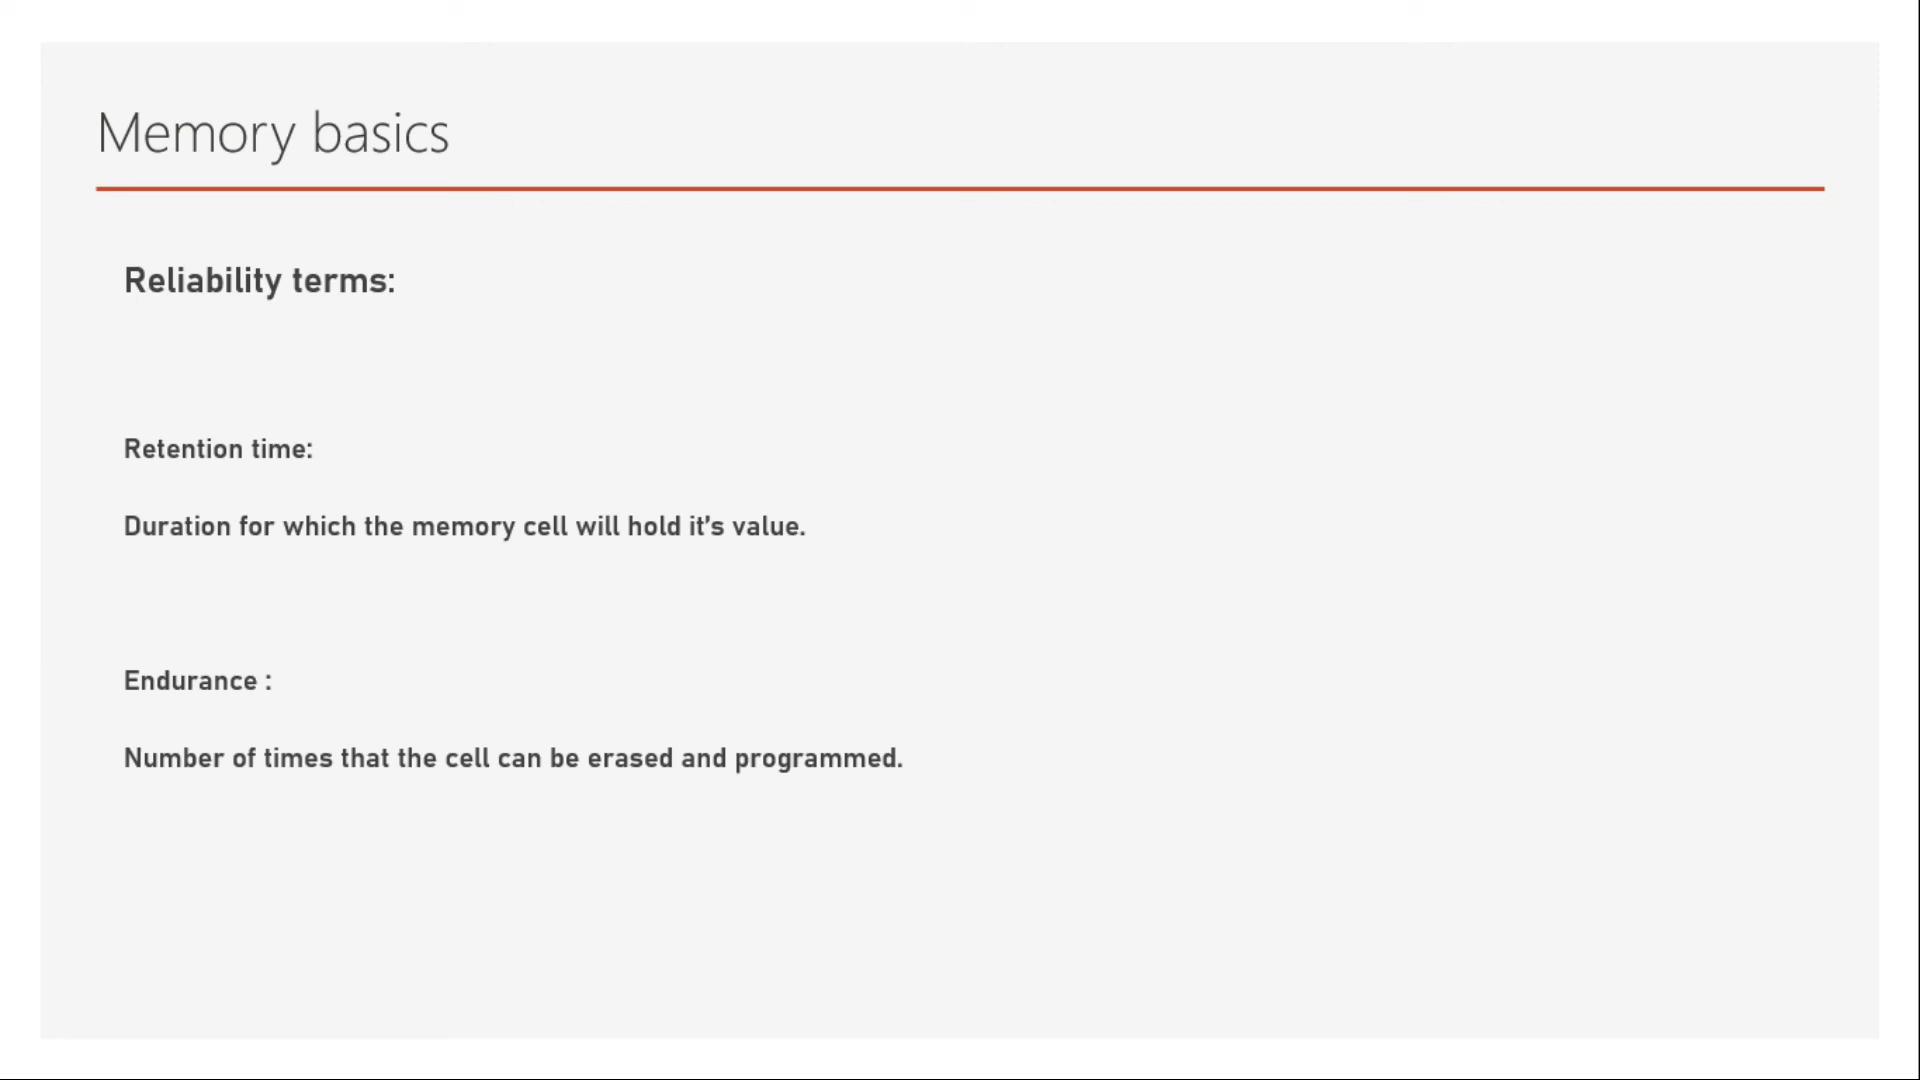 Memory basics
Reliability terms:
Retention time:
Duration for which the memory cell will hold it's value.
Endurance :
Number of times that the cell can be erased and programmed.